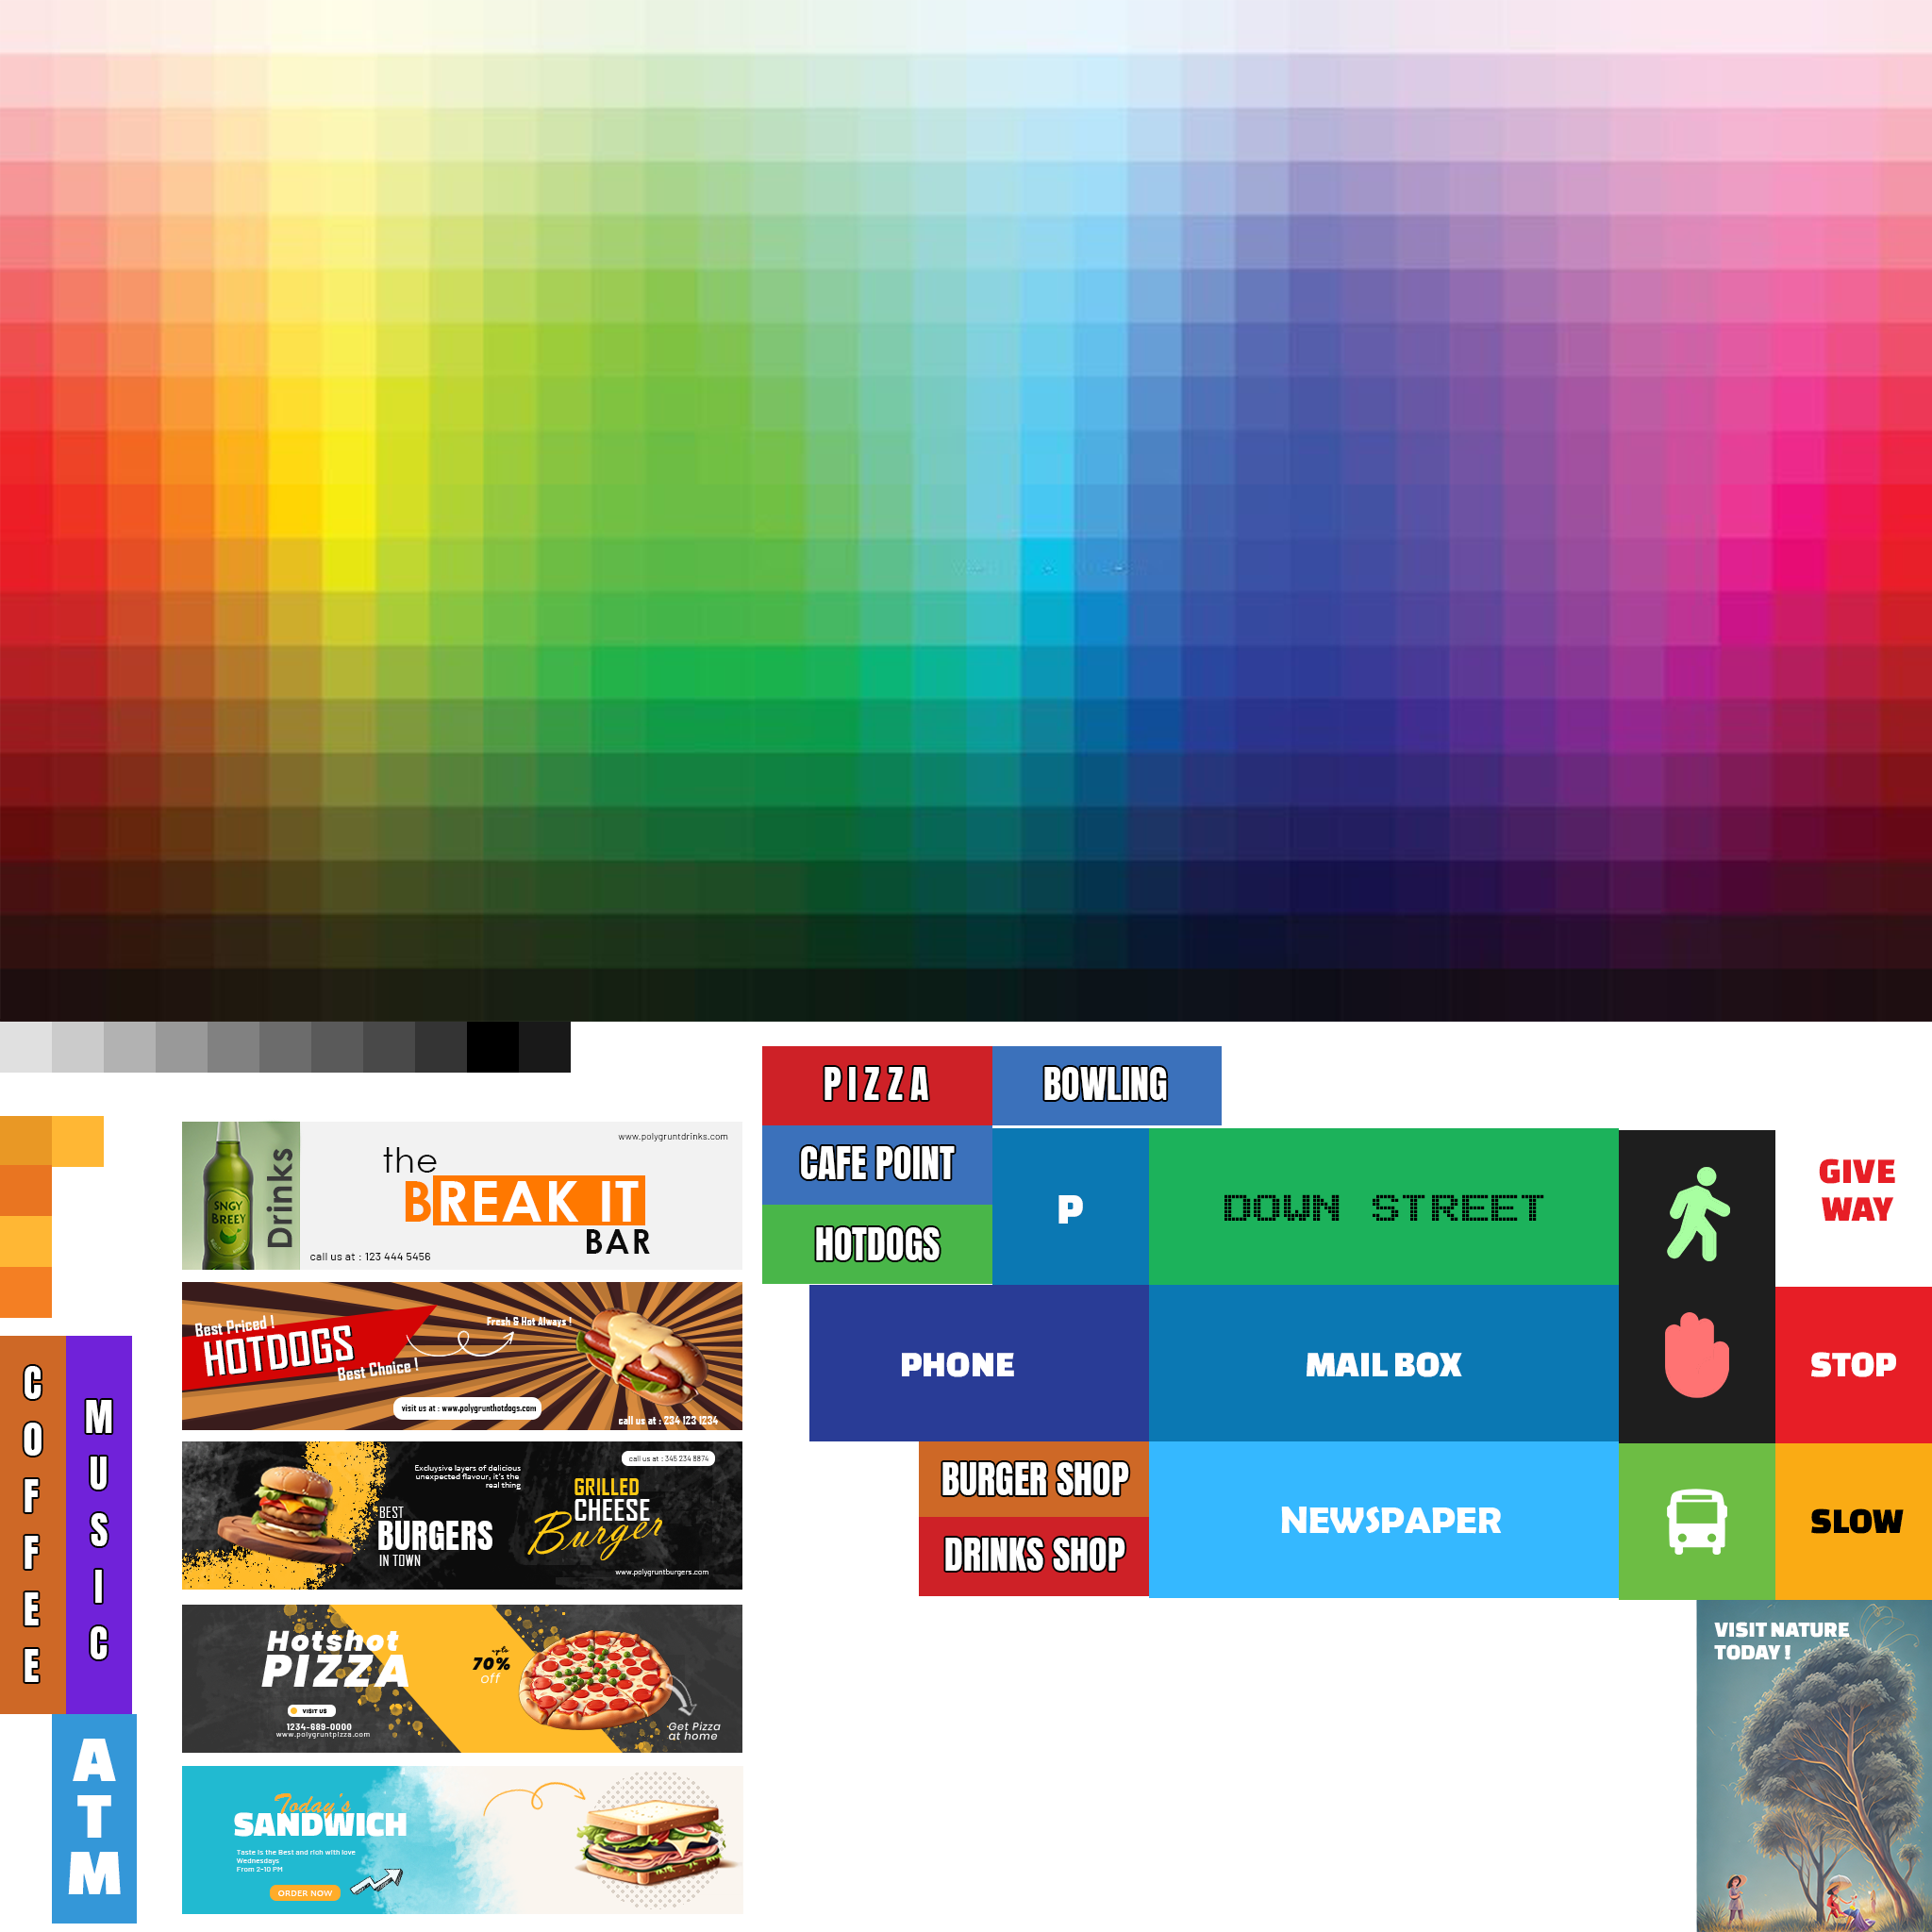 PIZZA
BOWLING
CAFE POINT
HOTDOGS
P
DOWN STREET
GIVE
WAY
PHONE
MAIL BOX
STOP
BURGER SHOP
DRINKS SHOP
NEWSPAPER
SLOW
VISIT NATURE
TODAY !
COFFEE
MUSIC
ATM
SNGY
BREEY
Drinks
www.polygruntdrinks.com
the
BREAK IT
BAR
call us at : 123 444 5456
Best Priced !
HOTDOGS
Best Choice !
Fresh & Hot Always !
visit us at : www.polygrunthotdogs.com
call us at : 234 123 1234
Excluysive layers of delicious
unexpected flavour, it's the
real thing
call us at : 345 234 8874
BEST
BURGERS
IN TOWN
GRILLED
CHEESE
Burger
www.polygruntburgers.com
Hotshot
PIZZA
VISIT US
1234-689-0000
www.polygruntpizza.com
upto
70%
off
Get Pizza
at home
Today's
SANDWICH
Taste is the Best and rich with love
Wednesdays
From 2-10 PM
ORDER NOW